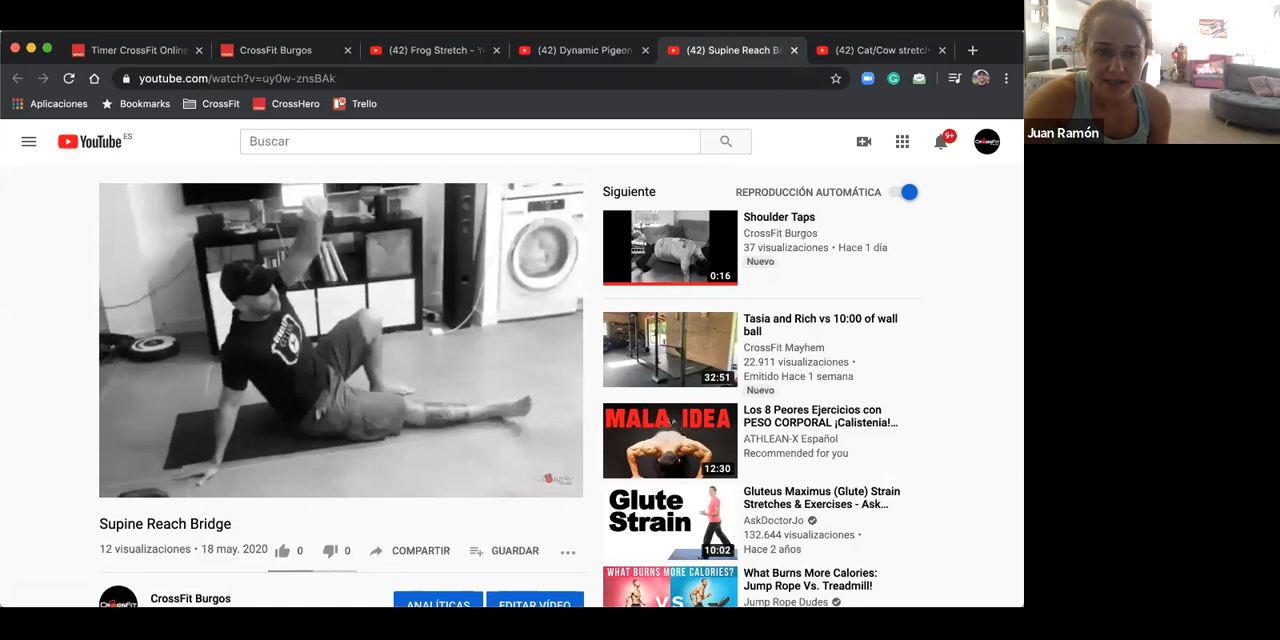 Timer CrossFit Online
CrossFit Burgos
(42) Frog Stretch - Y
(42) Dynamic Pigeon
(42) Supine Reach B
(42) Cat/Cow stretch
youtube.com/watch?v=uy0w-znsBAk
Aplicaciones
Bookmarks
CrossFit
CrossHero
Trello
Juan Ramón
YouTube ES
Buscar
9+
Siguiente
REPRODUCCIÓN AUTOMÁTICA
Shoulder Taps
CrossFit Burgos
37 visualizaciones • Hace 1 día
Nuevo
0:16
Tasia and Rich vs 10:00 of wall
ball
CrossFit Mayhem
22.911 visualizaciones •
Emitido Hace 1 semana
Nuevo
32:51
MALA IDEA
12:30
Los 8 Peores Ejercicios con
PESO CORPORAL ¡Calistenia!...
ATHLEAN-X Español
Recommended for you
Glute
Strain
10:02
Gluteus Maximus (Glute) Strain
Stretches & Exercises - Ask...
AskDoctorJo
132.644 visualizaciones •
Hace 2 años
WHAT BURNS MORE CALORIES?
VS
What Burns More Calories:
Jump Rope Vs. Treadmill!
Jump Rope Dudes
Supine Reach Bridge
12 visualizaciones • 18 may. 2020
0
0
COMPARTIR
GUARDAR
CrossFit Burgos
ANALÍTICAS
EDITAR VÍDEO